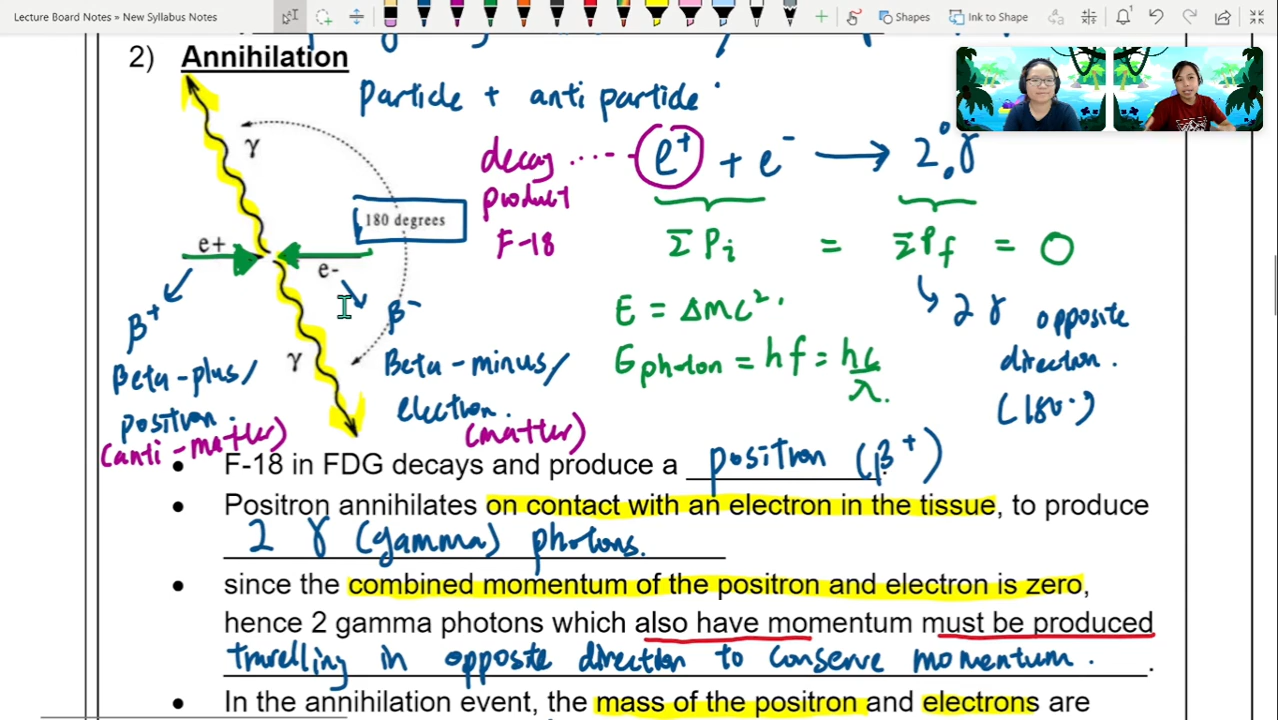 Lecture Board Notes » New Syllabus Notes
Shapes
Ink to Shape
2) Annihilation
Particle + anti particle
γ
decay product F-18
e⁺ + e⁻ → 2 ⁰₀γ
180 degrees
Σ Pi = Σ Pf = 0
e+
e-
↳ 2 γ opposite direction. (180°)
E = Δmc²
E photon = hf = hc/λ
β⁺
Beta-plus/ positron.
(anti-matter)
β⁻
Beta-minus/ electron.
(matter)
γ
• F-18 in FDG decays and produce a positron (β⁺)
• Positron annihilates on contact with an electron in the tissue, to produce
2 γ (gamma) photons.
• since the combined momentum of the positron and electron is zero,
hence 2 gamma photons which also have momentum must be produced
travelling in opposite direction to conserve momentum.
• In the annihilation event, the mass of the positron and electrons are